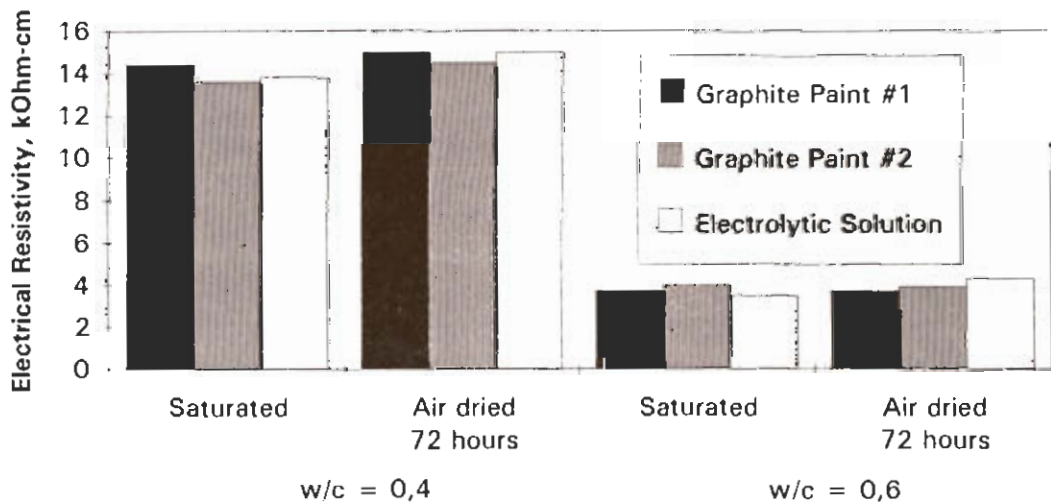 Electrical Resistivity, kOhm-cm
16
14
12
10
8
6
4
2
0
Graphite Paint #1
Graphite Paint #2
Electrolytic Solution
Saturated
Air dried
72 hours
Saturated
Air dried
72 hours
w/c = 0,4
w/c = 0,6